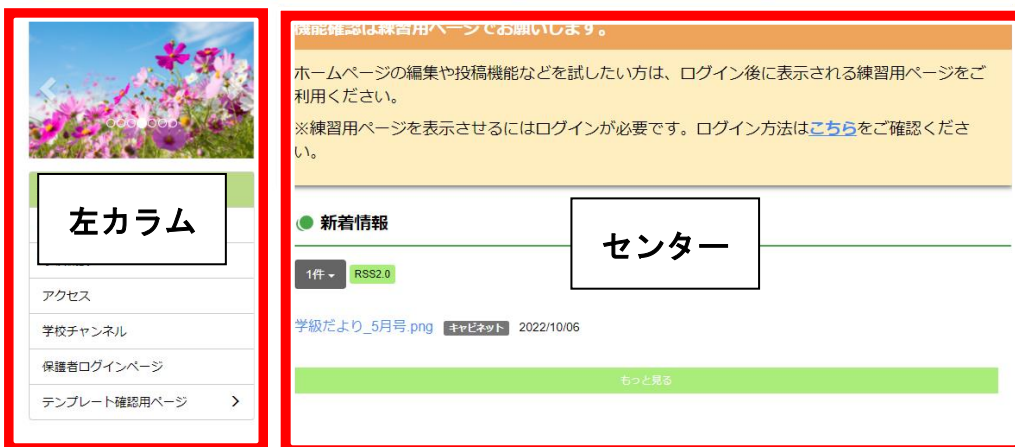 左カラム
アクセス
学校チャンネル
保護者ログインページ
テンプレート確認用ページ
機能確認は練習用ページでお願いします。
ホームページの編集や投稿機能などを試したい方は、ログイン後に表示される練習用ページをご
利用ください。
※練習用ページを表示させるにはログインが必要です。ログイン方法はこちらをご確認くださ
い。
新着情報
センター
1件
RSS2.0
学級だより_5月号.png キャビネット 2022/10/06
もっと見る